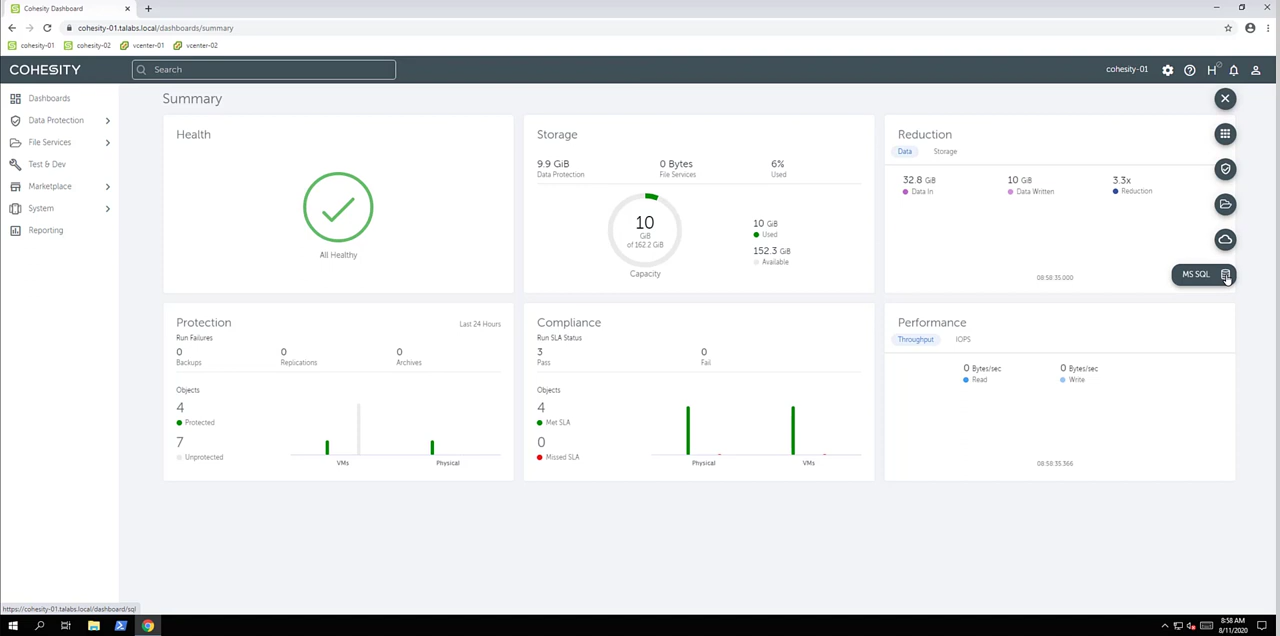 Cohesity Dashboard
cohesity-01.talabs.local/dashboards/summary
cohesity-01 cohesity-02 vcenter-01 vcenter-02
COHESITY
Search
cohesity-01
Dashboards
Data Protection
File Services
Test & Dev
Marketplace
System
Reporting
Summary
Health
All Healthy
Storage
9.9 GiB 0 Bytes 6%
Data Protection File Services Used
10
GiB
of 162.2 GiB
Capacity
10 GiB
Used
152.3 GiB
Available
Reduction
Data Storage
32.8 GiB 10 GiB 3.3x
Data In Data Written Reduction
08:58:35.000
MS SQL
Protection
Last 24 Hours
Run Failures
0 0 0
Backups Replications Archives
Objects
4
Protected
7
Unprotected
VMs Physical
Compliance
Run SLA Status
3 0
Pass Fail
Objects
4
Met SLA
0
Missed SLA
Physical VMs
Performance
Throughput IOPS
0 Bytes/sec 0 Bytes/sec
Read Write
08:58:35.366
https://cohesity-01.talabs.local/dashboard/sql
8:58 AM
8/11/2020